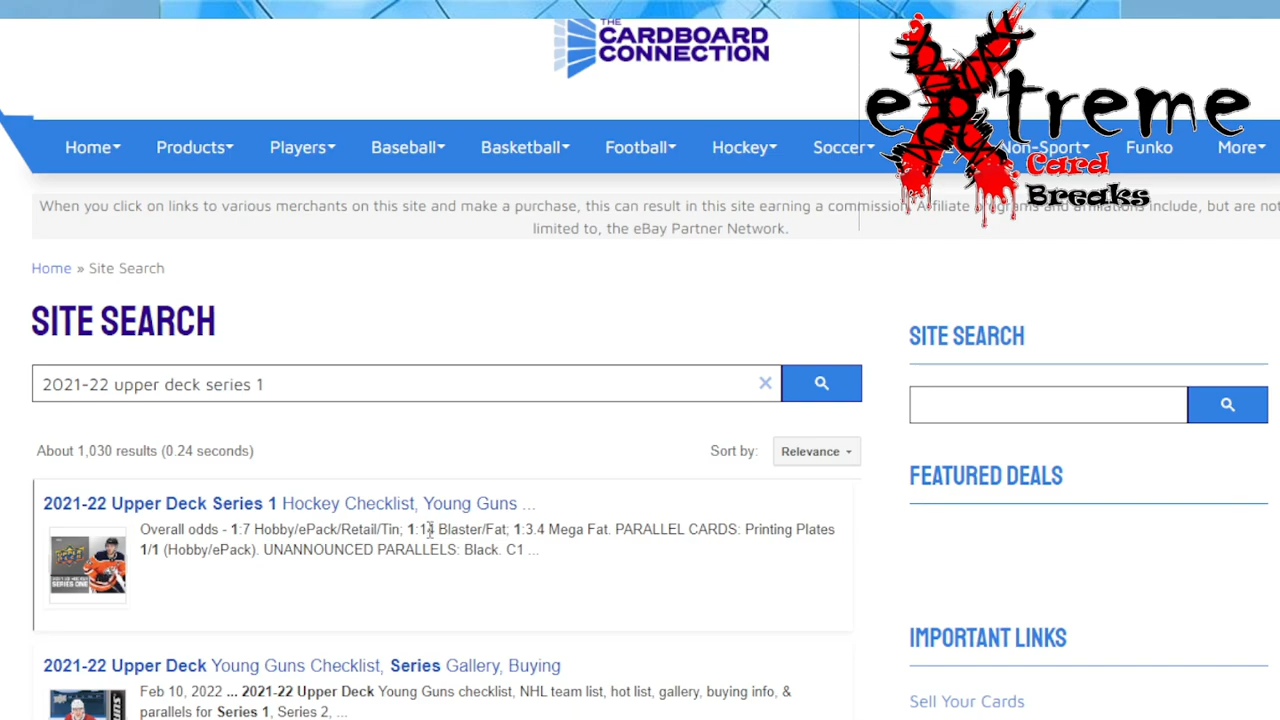 THE
CARDBOARD
CONNECTION
eXtreme
Card
Breaks
Home Products Players Baseball Basketball Football Hockey Soccer Non-Sport Funko More
When you click on links to various merchants on this site and make a purchase, this can result in this site earning a commission. Affiliate programs and affiliations include, but are not
limited to, the eBay Partner Network.
Home » Site Search
SITE SEARCH
2021-22 upper deck series 1
About 1,030 results (0.24 seconds)
Sort by: Relevance
2021-22 Upper Deck Series 1 Hockey Checklist, Young Guns ...
Overall odds - 1:7 Hobby/ePack/Retail/Tin; 1:14 Blaster/Fat; 1:3.4 Mega Fat. PARALLEL CARDS: Printing Plates
1/1 (Hobby/ePack). UNANNOUNCED PARALLELS: Black. C1 ...
SERIES ONE
2021-22 Upper Deck Young Guns Checklist, Series Gallery, Buying
Feb 10, 2022 ... 2021-22 Upper Deck Young Guns checklist, NHL team list, hot list, gallery, buying info, &
parallels for Series 1, Series 2, ...
SITE SEARCH
FEATURED DEALS
IMPORTANT LINKS
Sell Your Cards